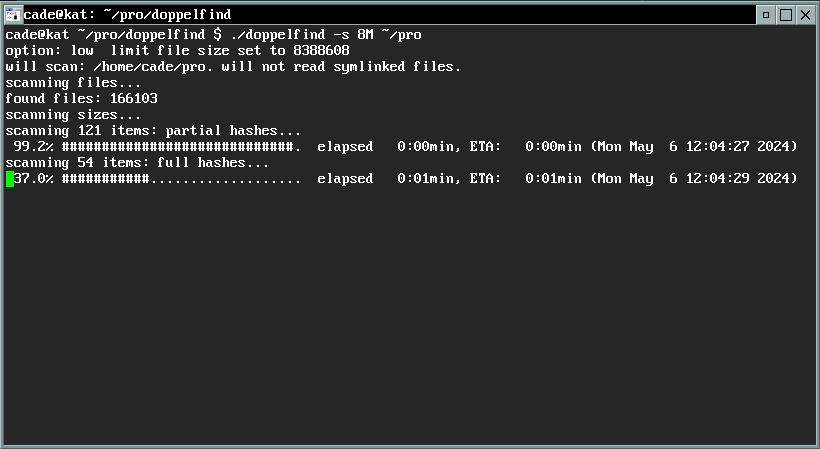 cade@kat: ~/pro/doppelfind
cade@kat ~/pro/doppelfind $ ./doppelfind -s 8M ~/pro
option: low  limit file size set to 8388608
will scan: /home/cade/pro. will not read symlinked files.
scanning files...
found files: 166103
scanning sizes...
scanning 121 items: partial hashes...
 99.2% #############################.  elapsed   0:00min, ETA:   0:00min (Mon May  6 12:04:27 2024)
scanning 54 items: full hashes...
 37.0% ###########...................  elapsed   0:01min, ETA:   0:01min (Mon May  6 12:04:29 2024)